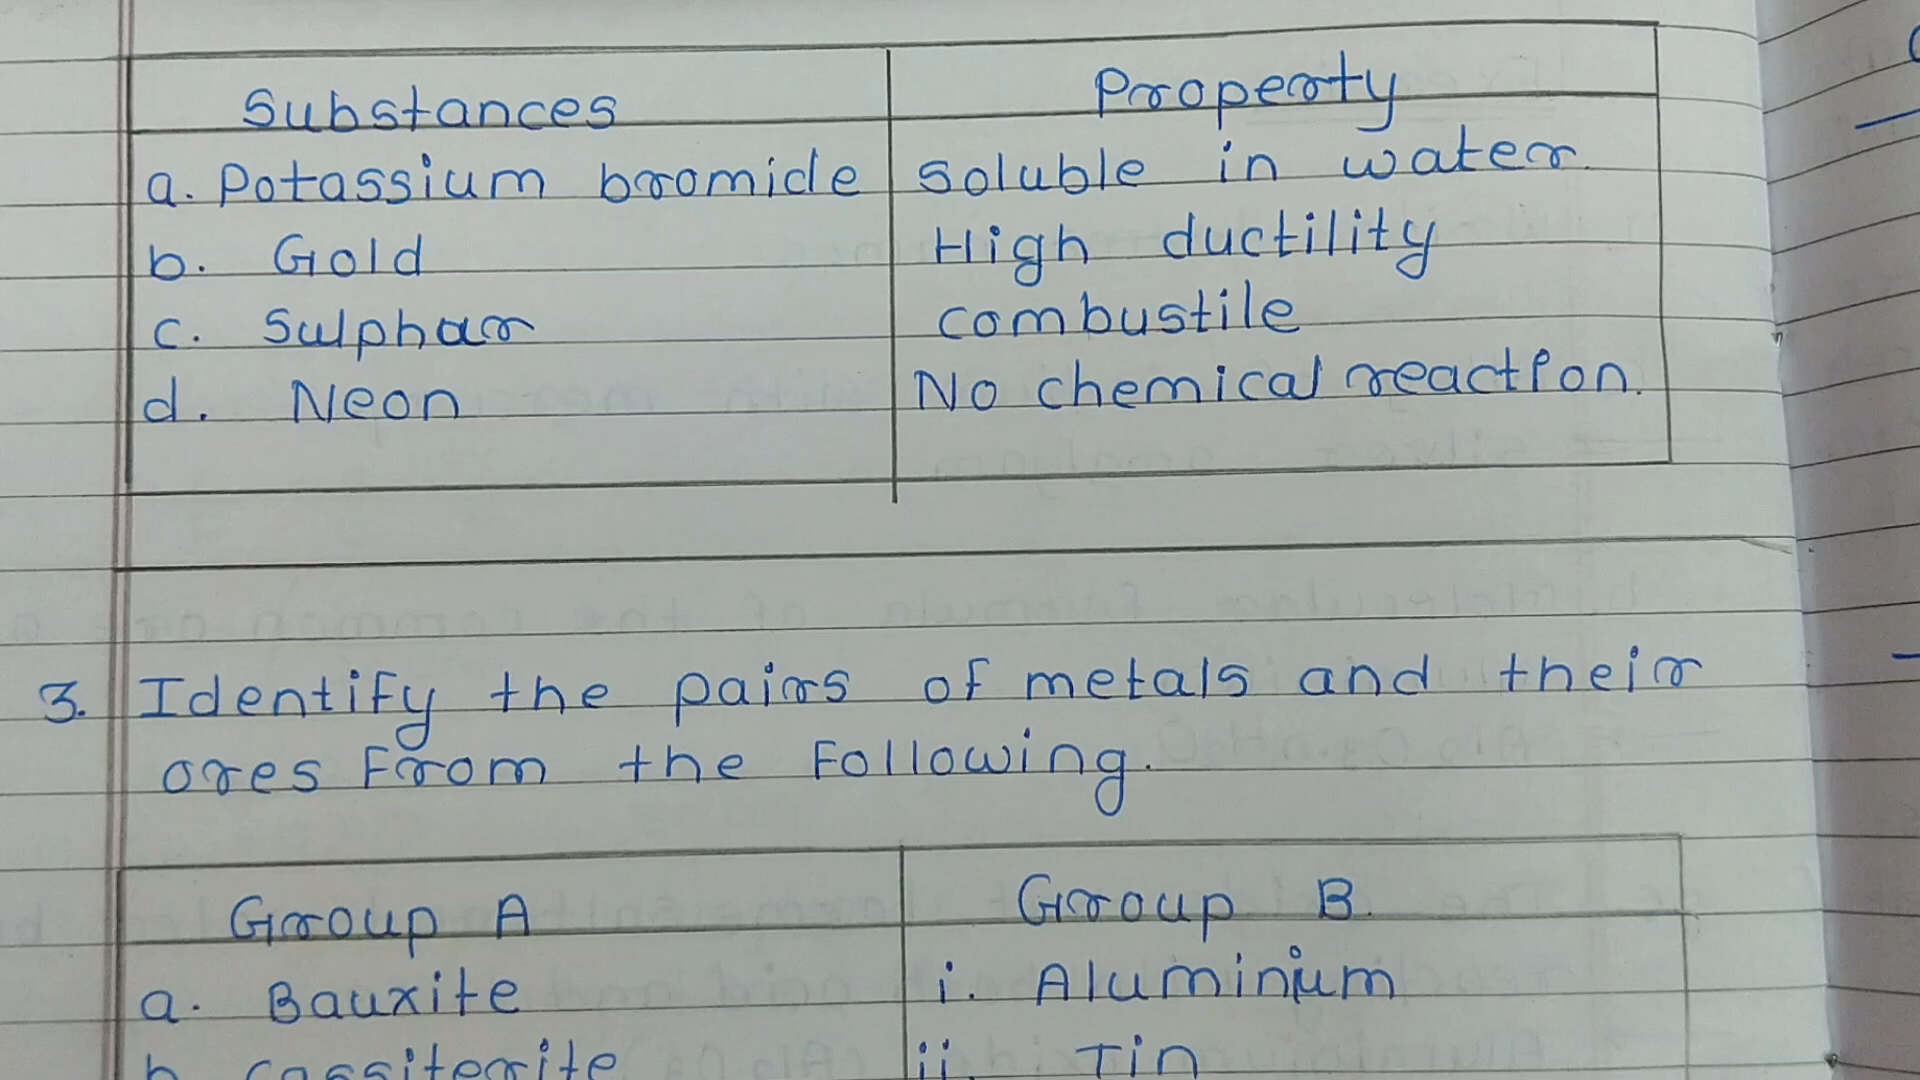 Substances Property
a. Potassium bromide soluble in water.
b. Gold High ductility
c. Sulphur combustile
d. Neon No chemical reaction.
3. Identify the pairs of metals and their
ores from the following.
Group A Group B.
a. Bauxite i. Aluminium
b. cassiterite ii. Tin